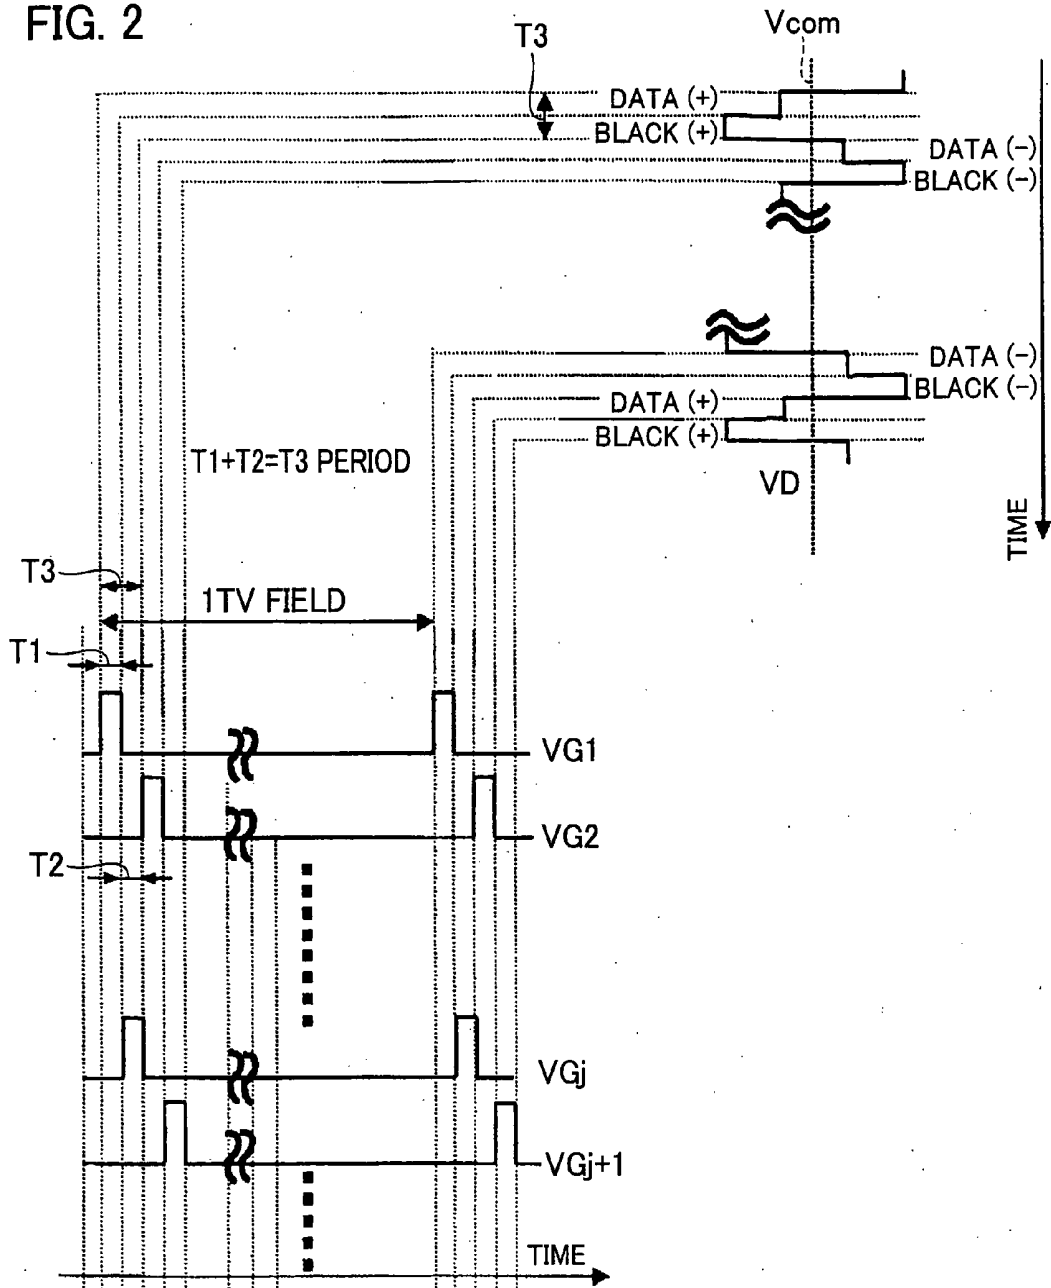 FIG. 2
Vcom
T3
DATA (+)
BLACK (+)
DATA (-)
BLACK (-)
DATA (-)
BLACK (-)
DATA (+)
BLACK (+)
T1+T2=T3 PERIOD
VD
TIME
T3
1TV FIELD
T1
VG1
VG2
T2
VGj
VGj+1
TIME